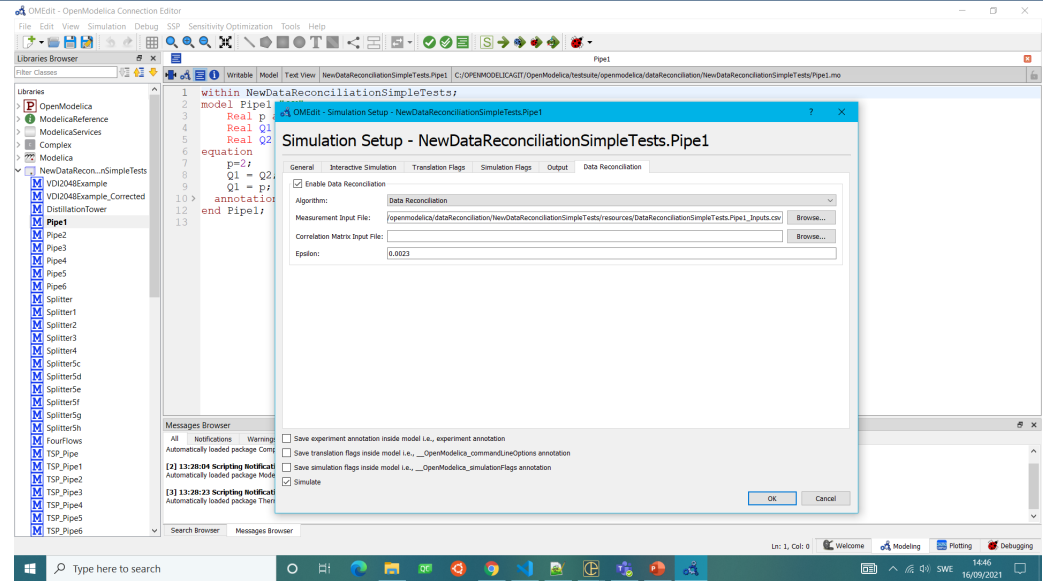 OMEdit - OpenModelica Connection Editor
File Edit View Simulation Debug SSP Sensitivity Optimization Tools Help
Libraries Browser
Filter Classes
Libraries
OpenModelica
ModelicaReference
ModelicaServices
Complex
Modelica
NewDataRecon...nSimpleTests
VDI2048Example
VDI2048Example_Corrected
DistillationTower
Pipe1
Pipe2
Pipe3
Pipe4
Pipe5
Pipe6
Splitter
Splitter1
Splitter2
Splitter3
Splitter4
Splitter5c
Splitter5d
Splitter5e
Splitter5f
Splitter5g
Splitter5h
FourFlows
TSP_Pipe
TSP_Pipe1
TSP_Pipe2
TSP_Pipe3
TSP_Pipe4
TSP_Pipe5
TSP_Pipe6
Pipe1
Writable Model Text View NewDataReconciliationSimpleTests.Pipe1 C:/OPENMODELICAGIT/OpenModelica/testsuite/openmodelica/dataReconciliation/NewDataReconciliationSimpleTests/Pipe1.mo
1 within NewDataReconciliationSimpleTests;
2 model Pipe1
3 Real p
4 Real Q1
5 Real Q2
6 equation
7 p=2;
8 Q1 = Q2
9 Q1 = p;
10 annotation
12 end Pipe1;
13
OMEdit - Simulation Setup - NewDataReconciliationSimpleTests.Pipe1
Simulation Setup - NewDataReconciliationSimpleTests.Pipe1
General Interactive Simulation Translation Flags Simulation Flags Output Data Reconciliation
Enable Data Reconciliation
Algorithm: Data Reconciliation
Measurement Input File: /openmodelica/dataReconciliation/NewDataReconciliationSimpleTests/resources/DataReconciliationSimpleTests.Pipe1_Inputs.csv Browse...
Correlation Matrix Input File: Browse...
Epsilon: 0.0023
Save experiment annotation inside model i.e., experiment annotation
Save translation flags inside model i.e., __OpenModelica_commandLineOptions annotation
Save simulation flags inside model i.e., __OpenModelica_simulationFlags annotation
Simulate
OK Cancel
Messages Browser
All Notifications Warnings
Automatically loaded package Comp
[2] 13:28:04 Scripting Notificati
Automatically loaded package Mode
[3] 13:28:23 Scripting Notificati
Automatically loaded package Ther
Search Browser Messages Browser
Ln: 1, Col: 0 Welcome Modeling Plotting Debugging
Type here to search
SWE
14:46
16/09/2021